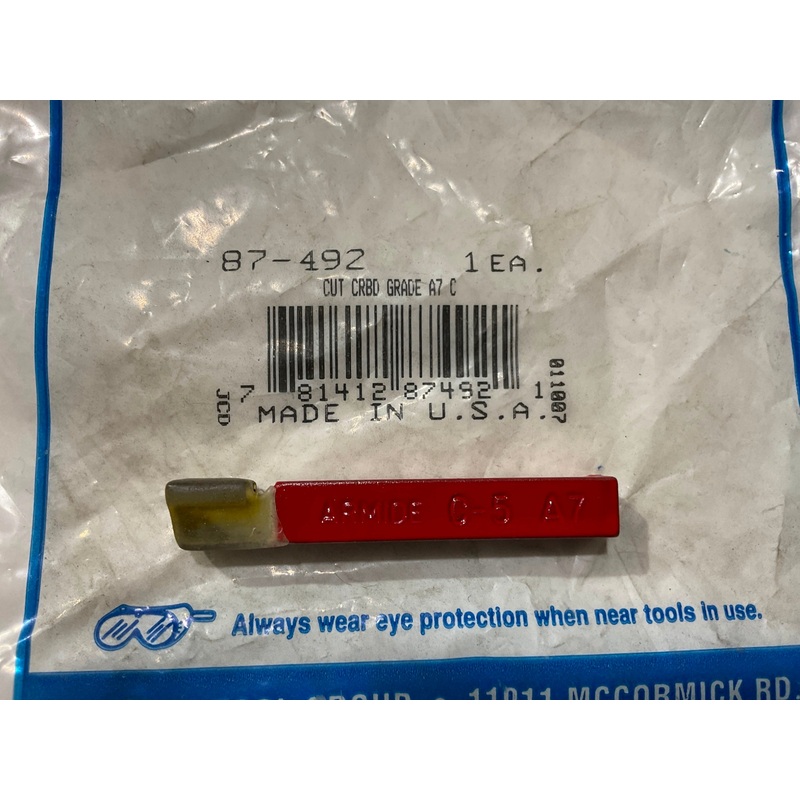 87-492 1 EA.
CUT CRBD GRADE A7 C
7 81412 87492 1
JCD
011007
MADE IN U.S.A.
ARMIDE C-5 A7
Always wear eye protection when near tools in use.
GROUP • 11011 MCCORMICK RD.